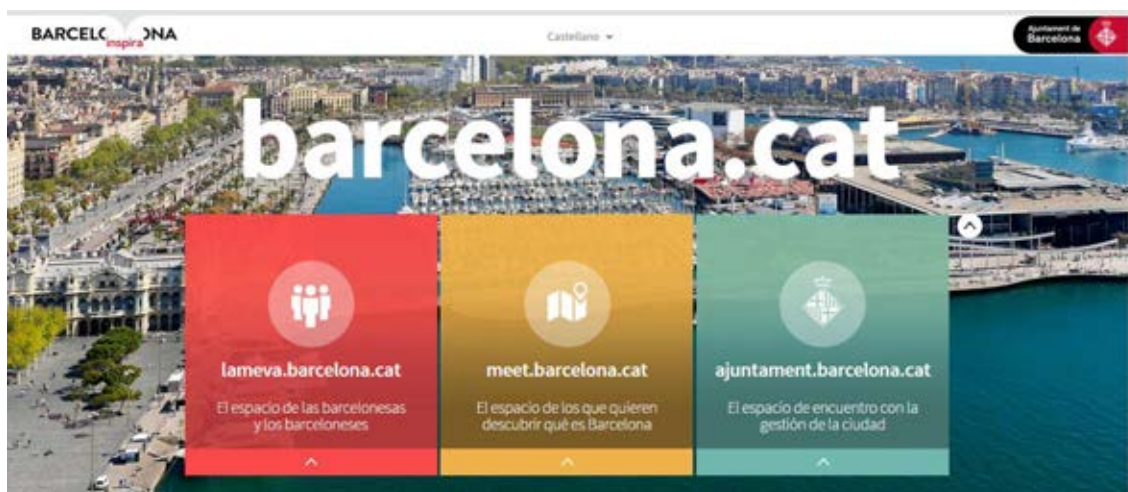 BARCELONA
inspira
Castellano
Ajuntament de
Barcelona
barcelona.cat
lameva.barcelona.cat
El espacio de las barcelonesas
y los barceloneses
meet.barcelona.cat
El espacio de los que quieren
descubrir qué es Barcelona
ajuntament.barcelona.cat
El espacio de encuentro con la
gestión de la ciudad